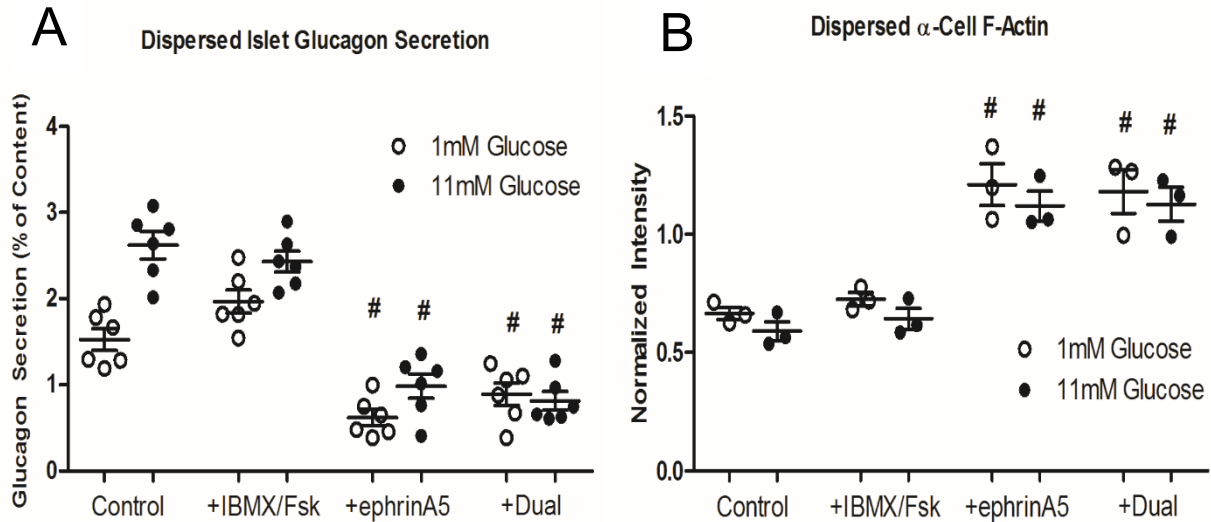 A
Dispersed Islet Glucagon Secretion
Glucagon Secretion (% of Content)
4
3
2
1
0
1mM Glucose
11mM Glucose
# # # #
Control +IBMX/Fsk +ephrinA5 +Dual
B
Dispersed α-Cell F-Actin
Normalized Intensity
1.5
1.0
0.5
0.0
# # # #
1mM Glucose
11mM Glucose
Control +IBMX/Fsk +ephrinA5 +Dual